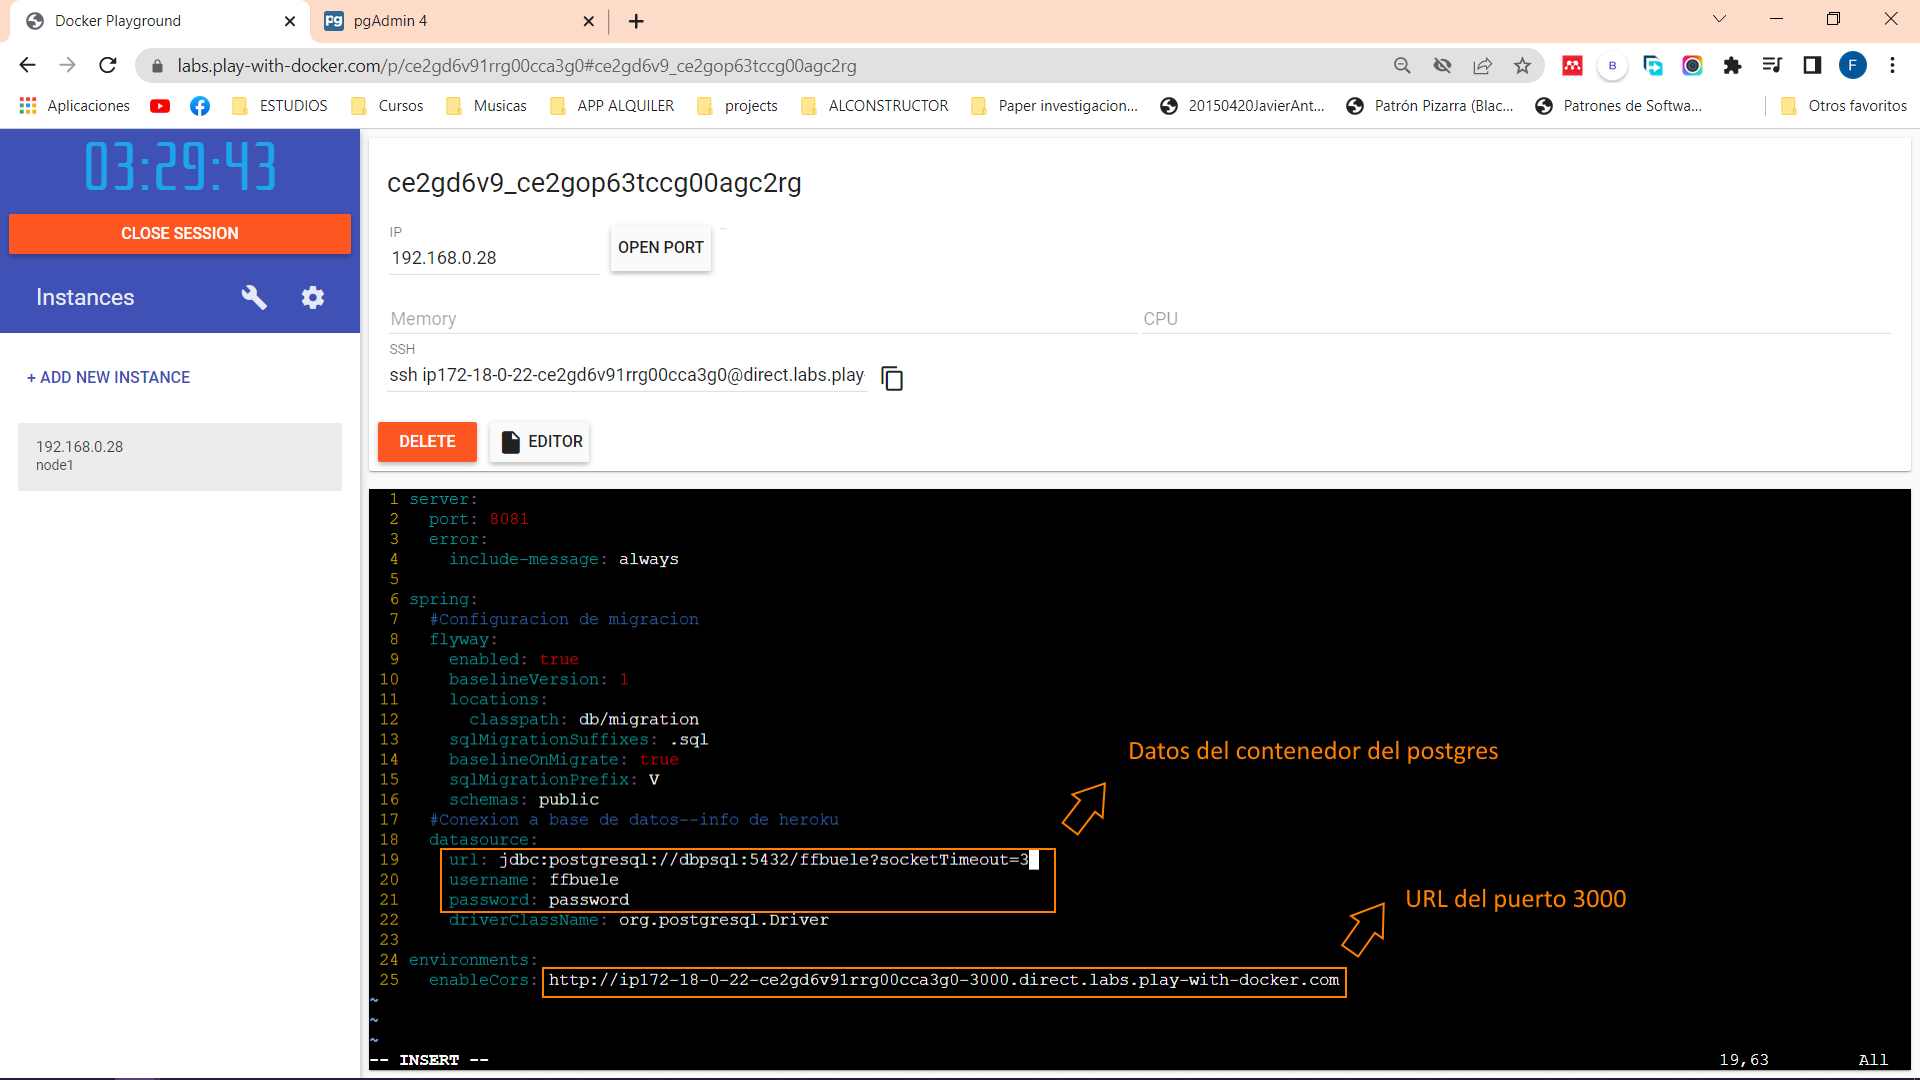 Docker Playground
pgAdmin 4
labs.play-with-docker.com/p/ce2gd6v91rrg00cca3g0#ce2gd6v9_ce2gop63tccg00agc2rg
B
F
Aplicaciones
ESTUDIOS
Cursos
Musicas
APP ALQUILER
projects
ALCONSTRUCTOR
Paper investigacion...
20150420JavierAnt...
Patrón Pizarra (Blac...
Patrones de Softwa...
Otros favoritos
03:29:43
CLOSE SESSION
Instances
+ ADD NEW INSTANCE
192.168.0.28
node1
ce2gd6v9_ce2gop63tccg00agc2rg
IP
192.168.0.28
OPEN PORT
Memory
CPU
SSH
ssh ip172-18-0-22-ce2gd6v91rrg00cca3g0@direct.labs.play
DELETE
EDITOR
1 server:
2   port: 8081
3   error:
4     include-message: always
5
6 spring:
7   #Configuracion de migracion
8   flyway:
9     enabled: true
10     baselineVersion: 1
11     locations:
12       classpath: db/migration
13     sqlMigrationSuffixes: .sql
14     baselineOnMigrate: true
15     sqlMigrationPrefix: V
16     schemas: public
17   #Conexion a base de datos--info de heroku
18   datasource:
19     url: jdbc:postgresql://dbpsql:5432/ffbuele?socketTimeout=3
20     username: ffbuele
21     password: password
22     driverClassName: org.postgresql.Driver
23
24 environments:
25   enableCors: http://ip172-18-0-22-ce2gd6v91rrg00cca3g0-3000.direct.labs.play-with-docker.com
~
~
~
-- INSERT --
19,63
All
Datos del contenedor del postgres
URL del puerto 3000